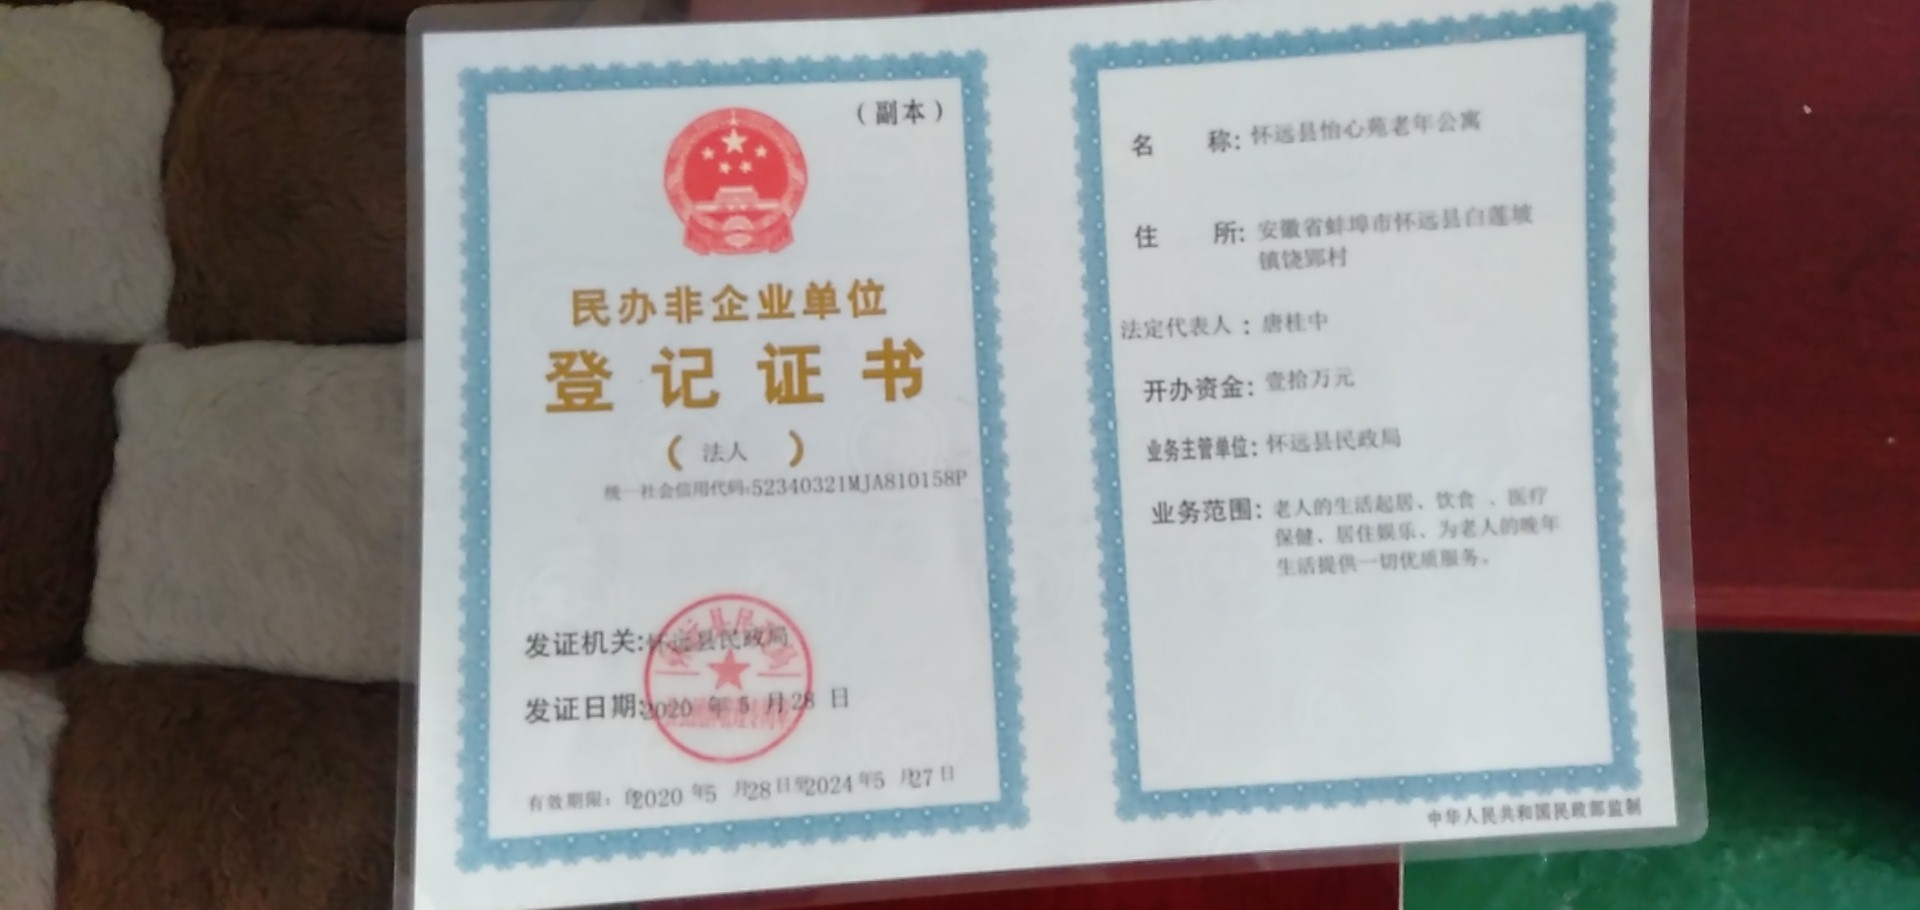 （副本）
民办非企业单位
登记证书
（ 法人 ）
统一社会信用代码:52340321MJA810158P
发证机关:怀远县民政局
发证日期:2020 年 5 月 28 日
有效期限：自2020 年5 月28日至2024 年5 月27日
名 称: 怀远县怡心苑老年公寓
住 所: 安徽省蚌埠市怀远县白莲坡
镇饶郢村
法定代表人 : 唐桂中
开办资金: 壹拾万元
业务主管单位: 怀远县民政局
业务范围: 老人的生活起居、饮食 、医疗
保健、居住娱乐、为老人的晚年
生活提供一切优质服务。
中华人民共和国民政部监制